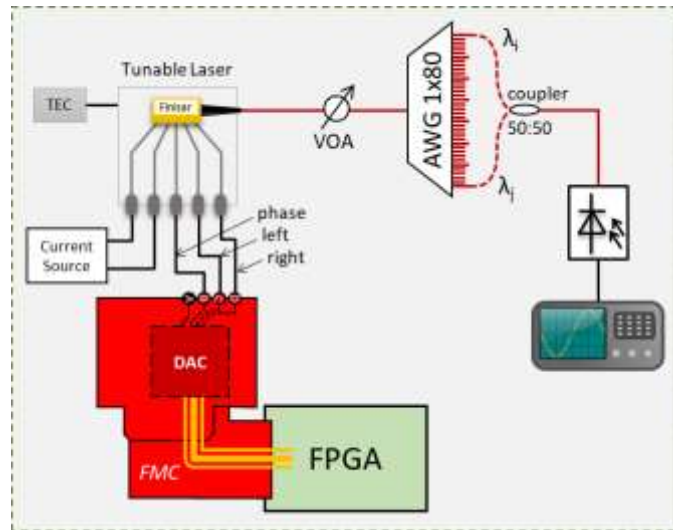 Tunable Laser
TEC
Finisar
VOA
AWG 1x80
λi
coupler
50:50
λj
phase
left
right
Current
Source
DAC
FMC
FPGA